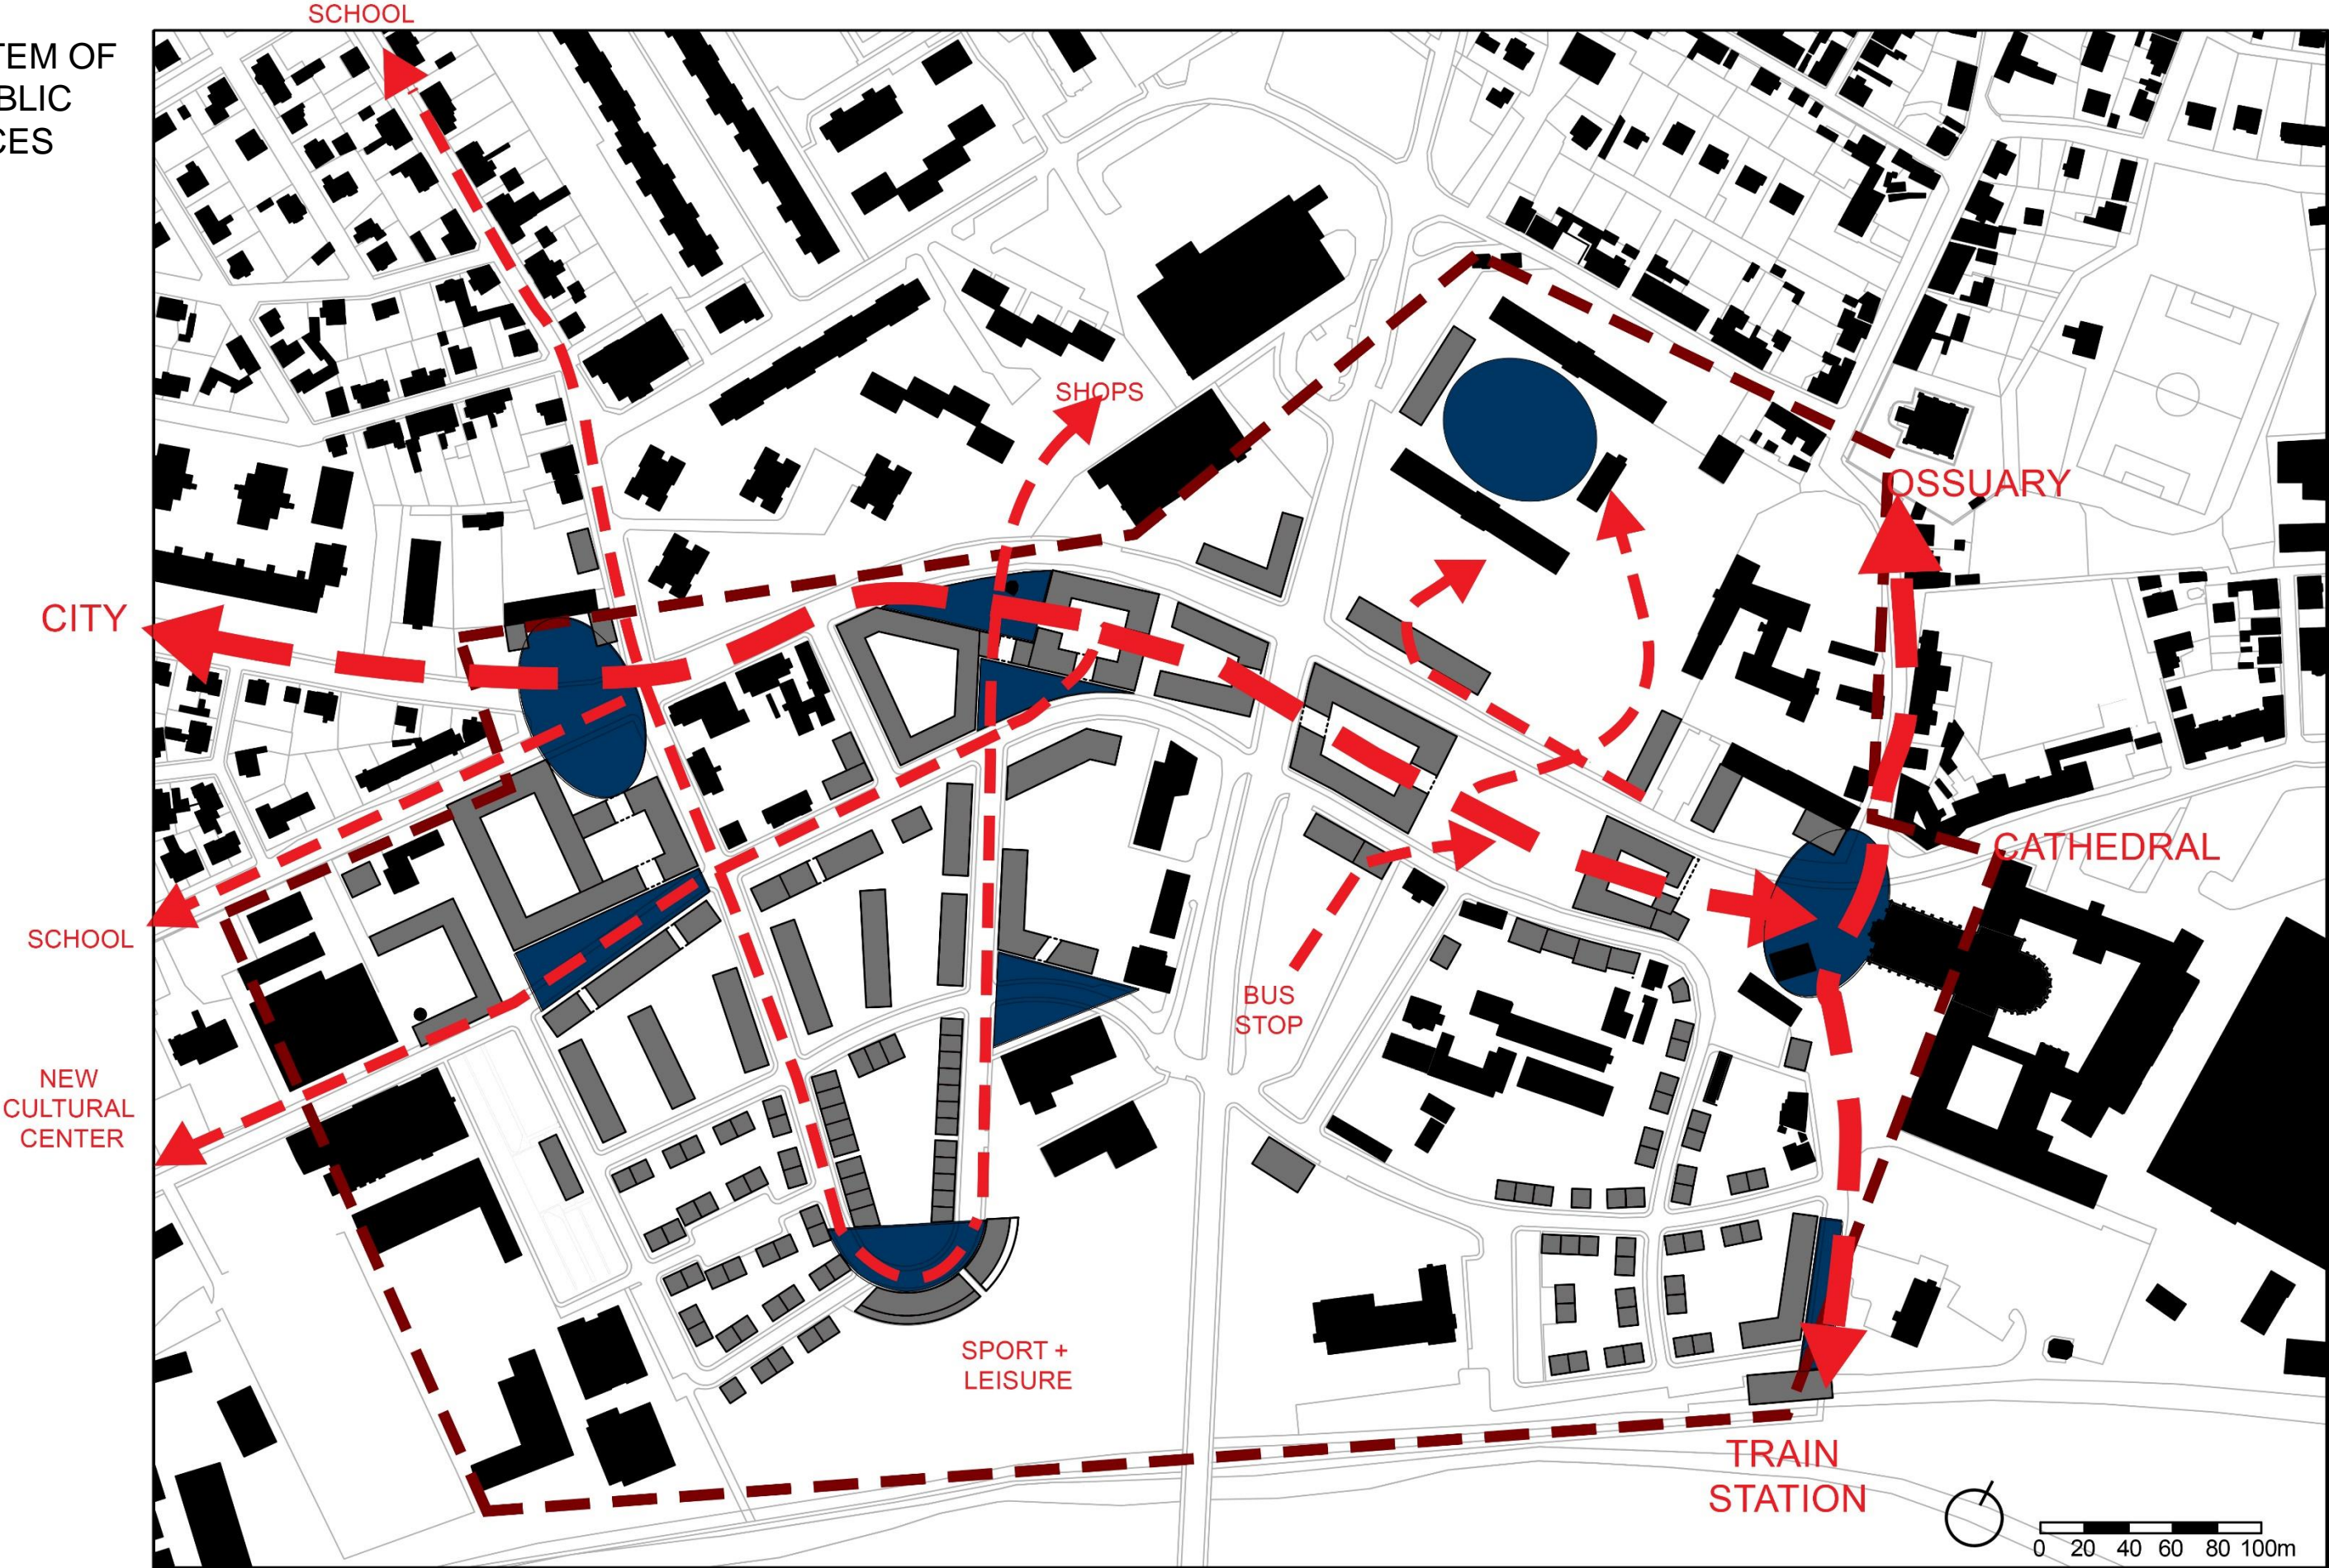 SCHOOL
TEM OF
BLIC
CES
SHOPS
OSSUARY
CITY
CATHEDRAL
SCHOOL
BUS
STOP
NEW
CULTURAL
CENTER
SPORT +
LEISURE
TRAIN
STATION
0 20 40 60 80 100m